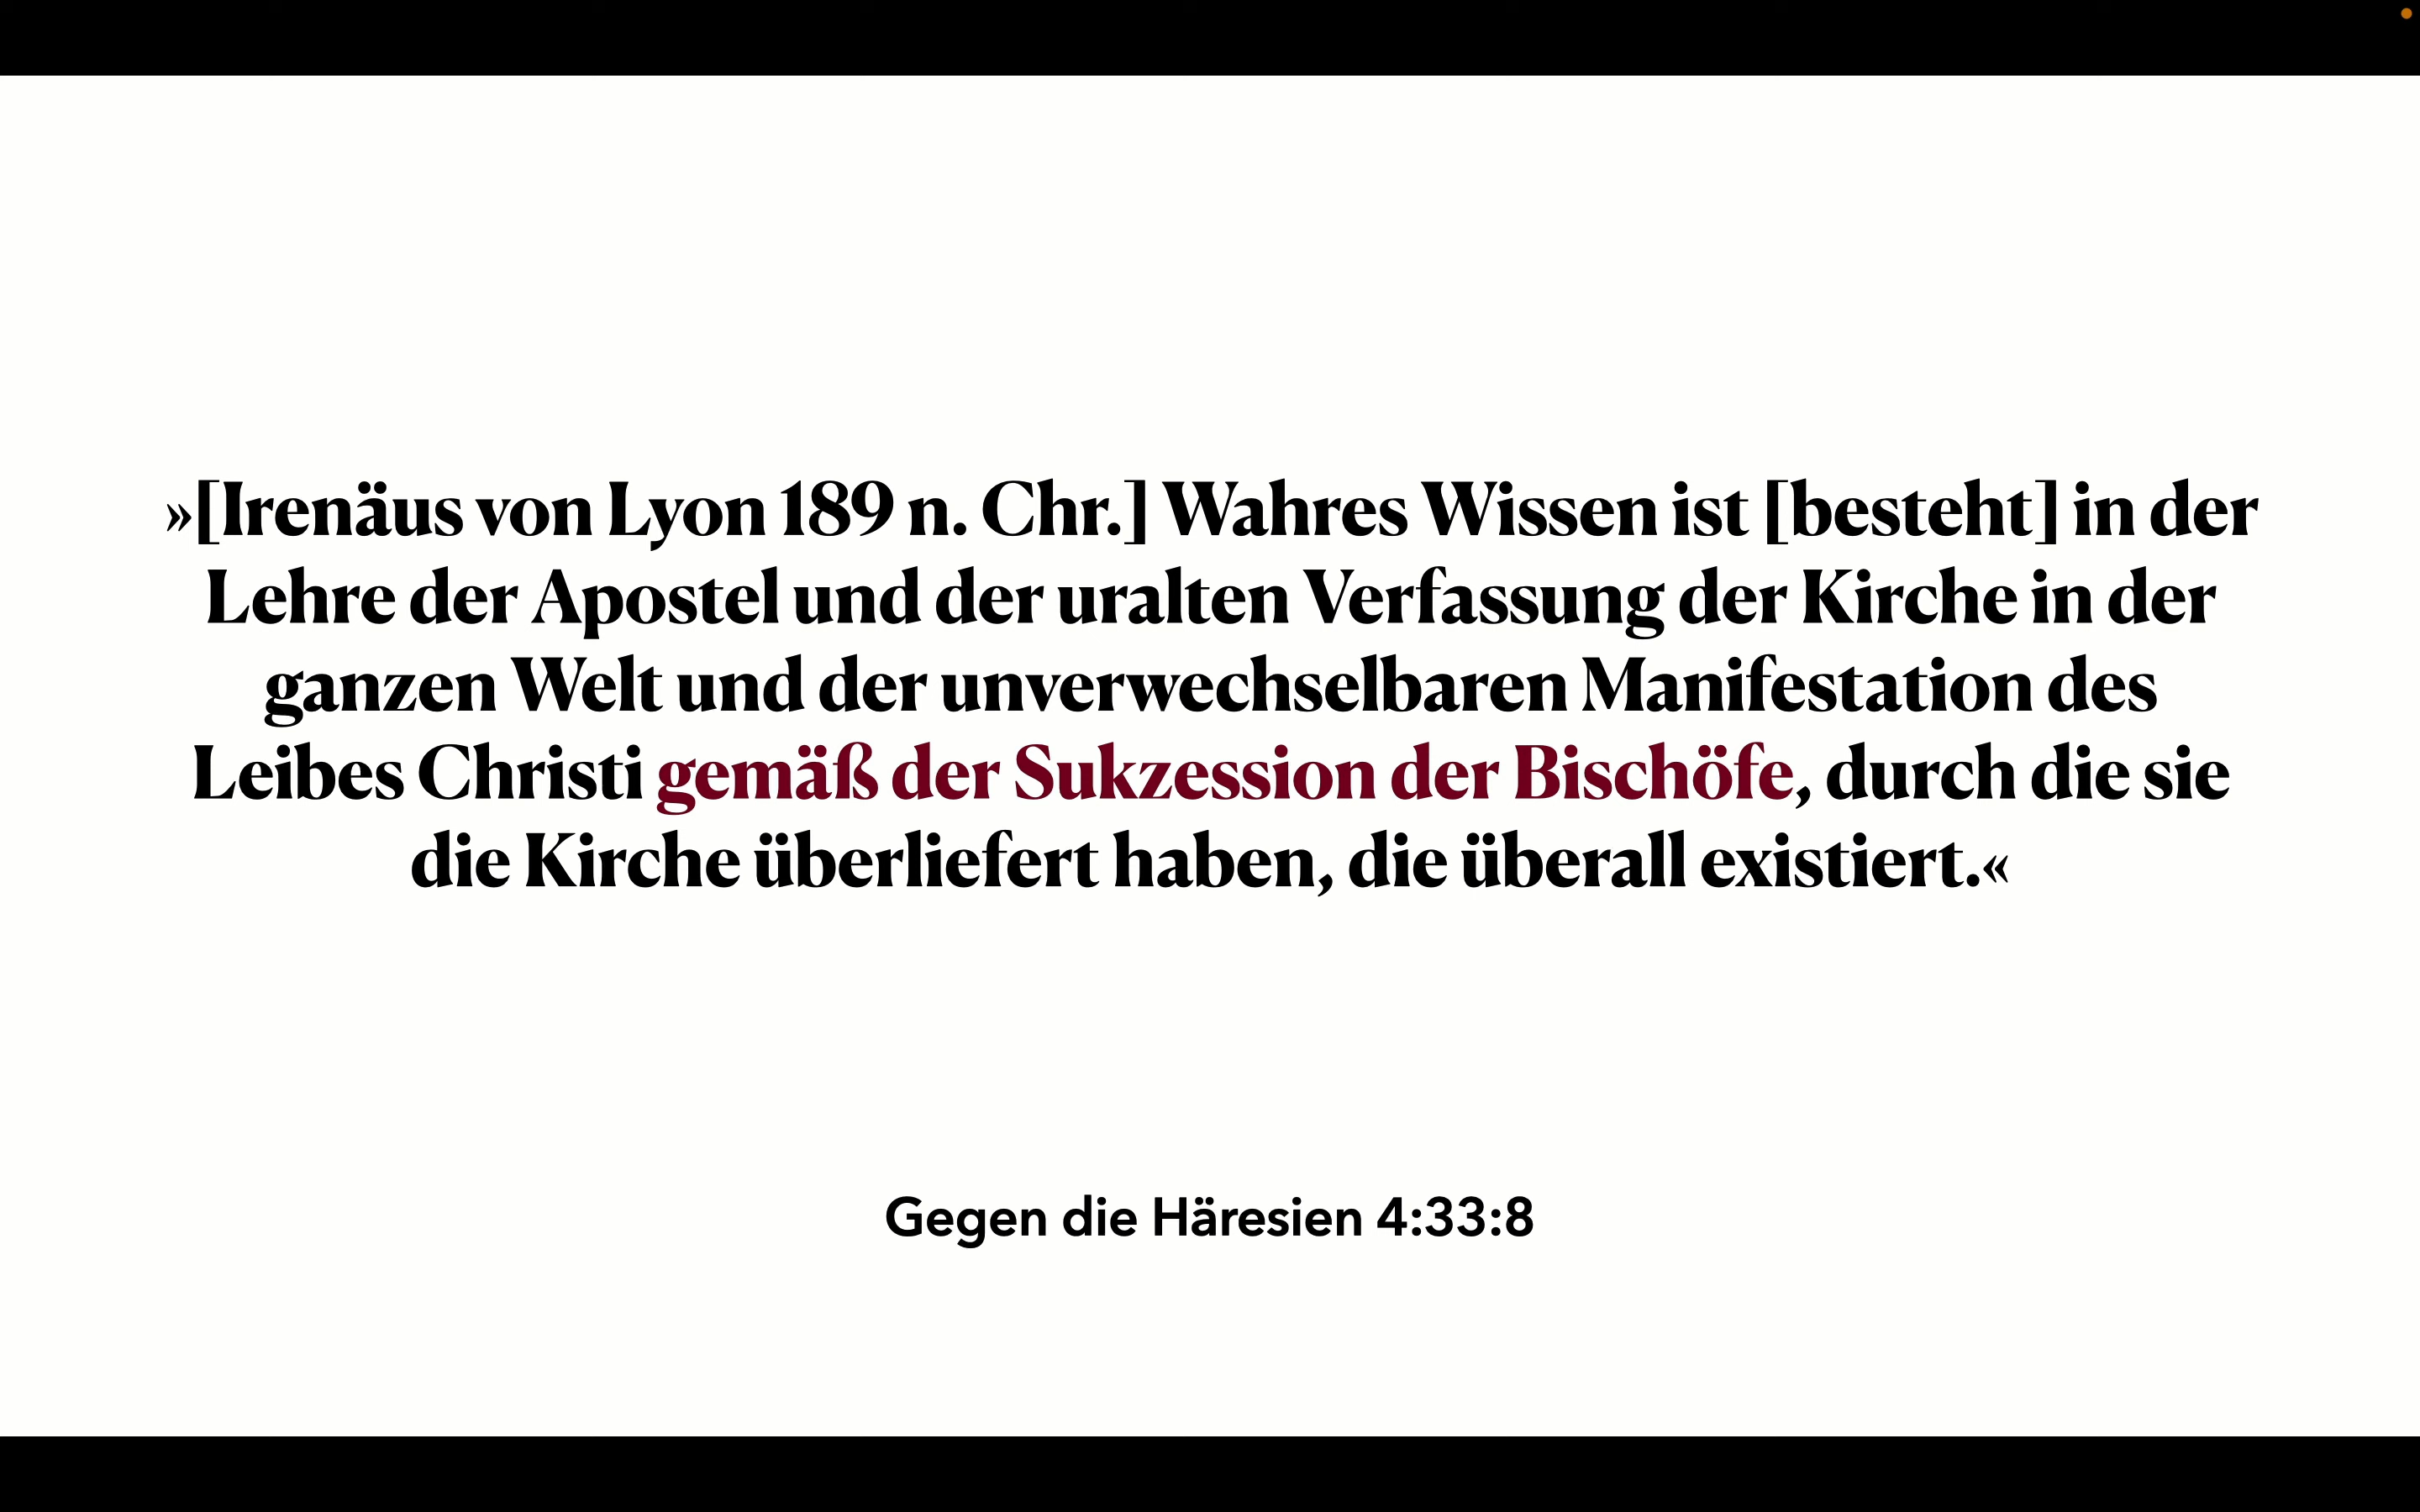 »[Irenäus von Lyon 189 n. Chr.] Wahres Wissen ist [besteht] in der
Lehre der Apostel und der uralten Verfassung der Kirche in der
ganzen Welt und der unverwechselbaren Manifestation des
Leibes Christi gemäß der Sukzession der Bischöfe, durch die sie
die Kirche überliefert haben, die überall existiert.«
Gegen die Häresien 4:33:8